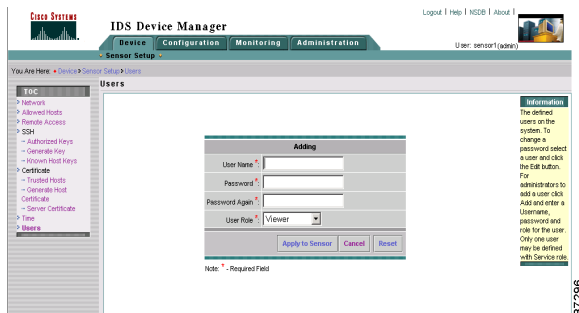 CISCO SYSTEMS
IDS Device Manager
Logout | Help | NSDB | About |
Device Configuration Monitoring Administration
User: sensor1(admin)
Sensor Setup
You Are Here: Device > Sensor Setup > Users
Users
TOC
Network
Allowed Hosts
Remote Access
SSH
Authorized Keys
Generate Key
Known Host Keys
Certificate
Trusted Hosts
Generate Host
Certificate
Server Certificate
Time
Users
Adding
User Name *:
Password *:
Password Again *:
User Role *: Viewer
Apply to Sensor Cancel Reset
Note: * - Required Field
Information
The defined
users on the
system. To
change a
password select
a user and click
the Edit button.
For
administrators to
add a user click
Add and enter a
Username,
password and
role for the user.
Only one user
may be defined
with Service role.
87296